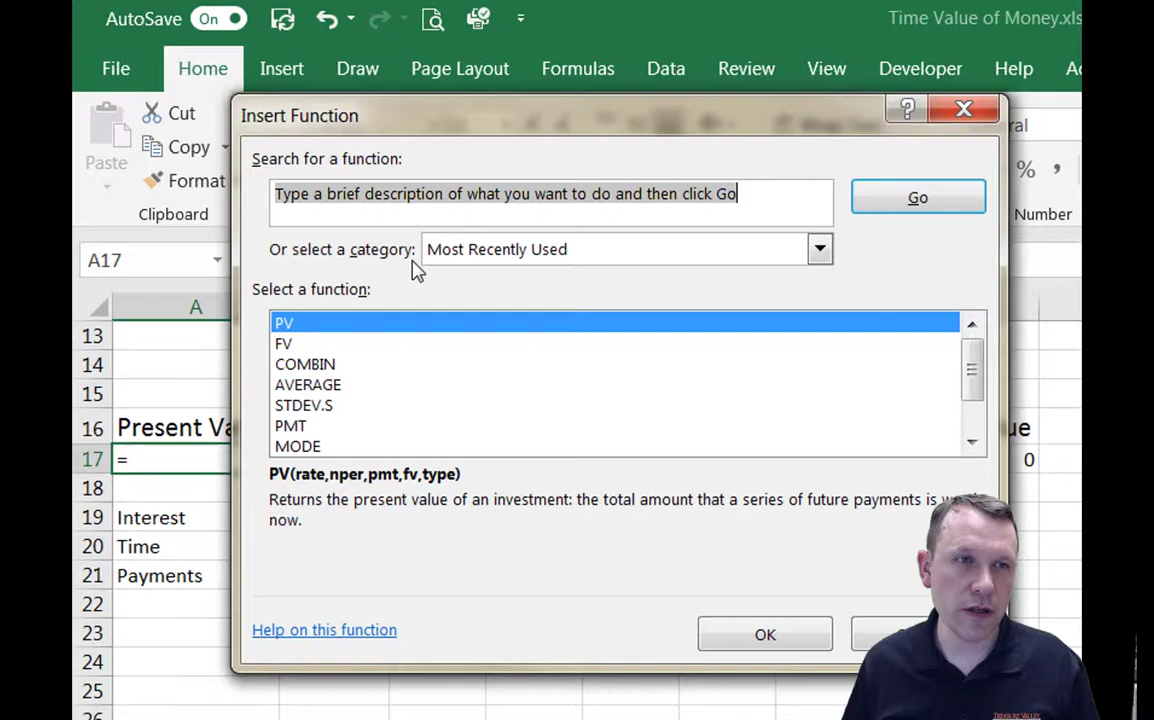 AutoSave On Time Value of Money.xls
File Home Insert Draw Page Layout Formulas Data Review View Developer Help
Cut
Copy
Paste
Format
Clipboard
Number
% ,
A17
A
Insert Function
?
Search for a function:
Type a brief description of what you want to do and then click Go
Go
Or select a category: Most Recently Used
Select a function:
PV
FV
COMBIN
AVERAGE
STDEV.S
PMT
MODE
PV(rate,nper,pmt,fv,type)
Returns the present value of an investment: the total amount that a series of future payments is
now.
Help on this function
OK
13
14
15
16 Present Va
17 = 0
18
19 Interest
20 Time
21 Payments
22
23
24
25
TREASURE VALLEY